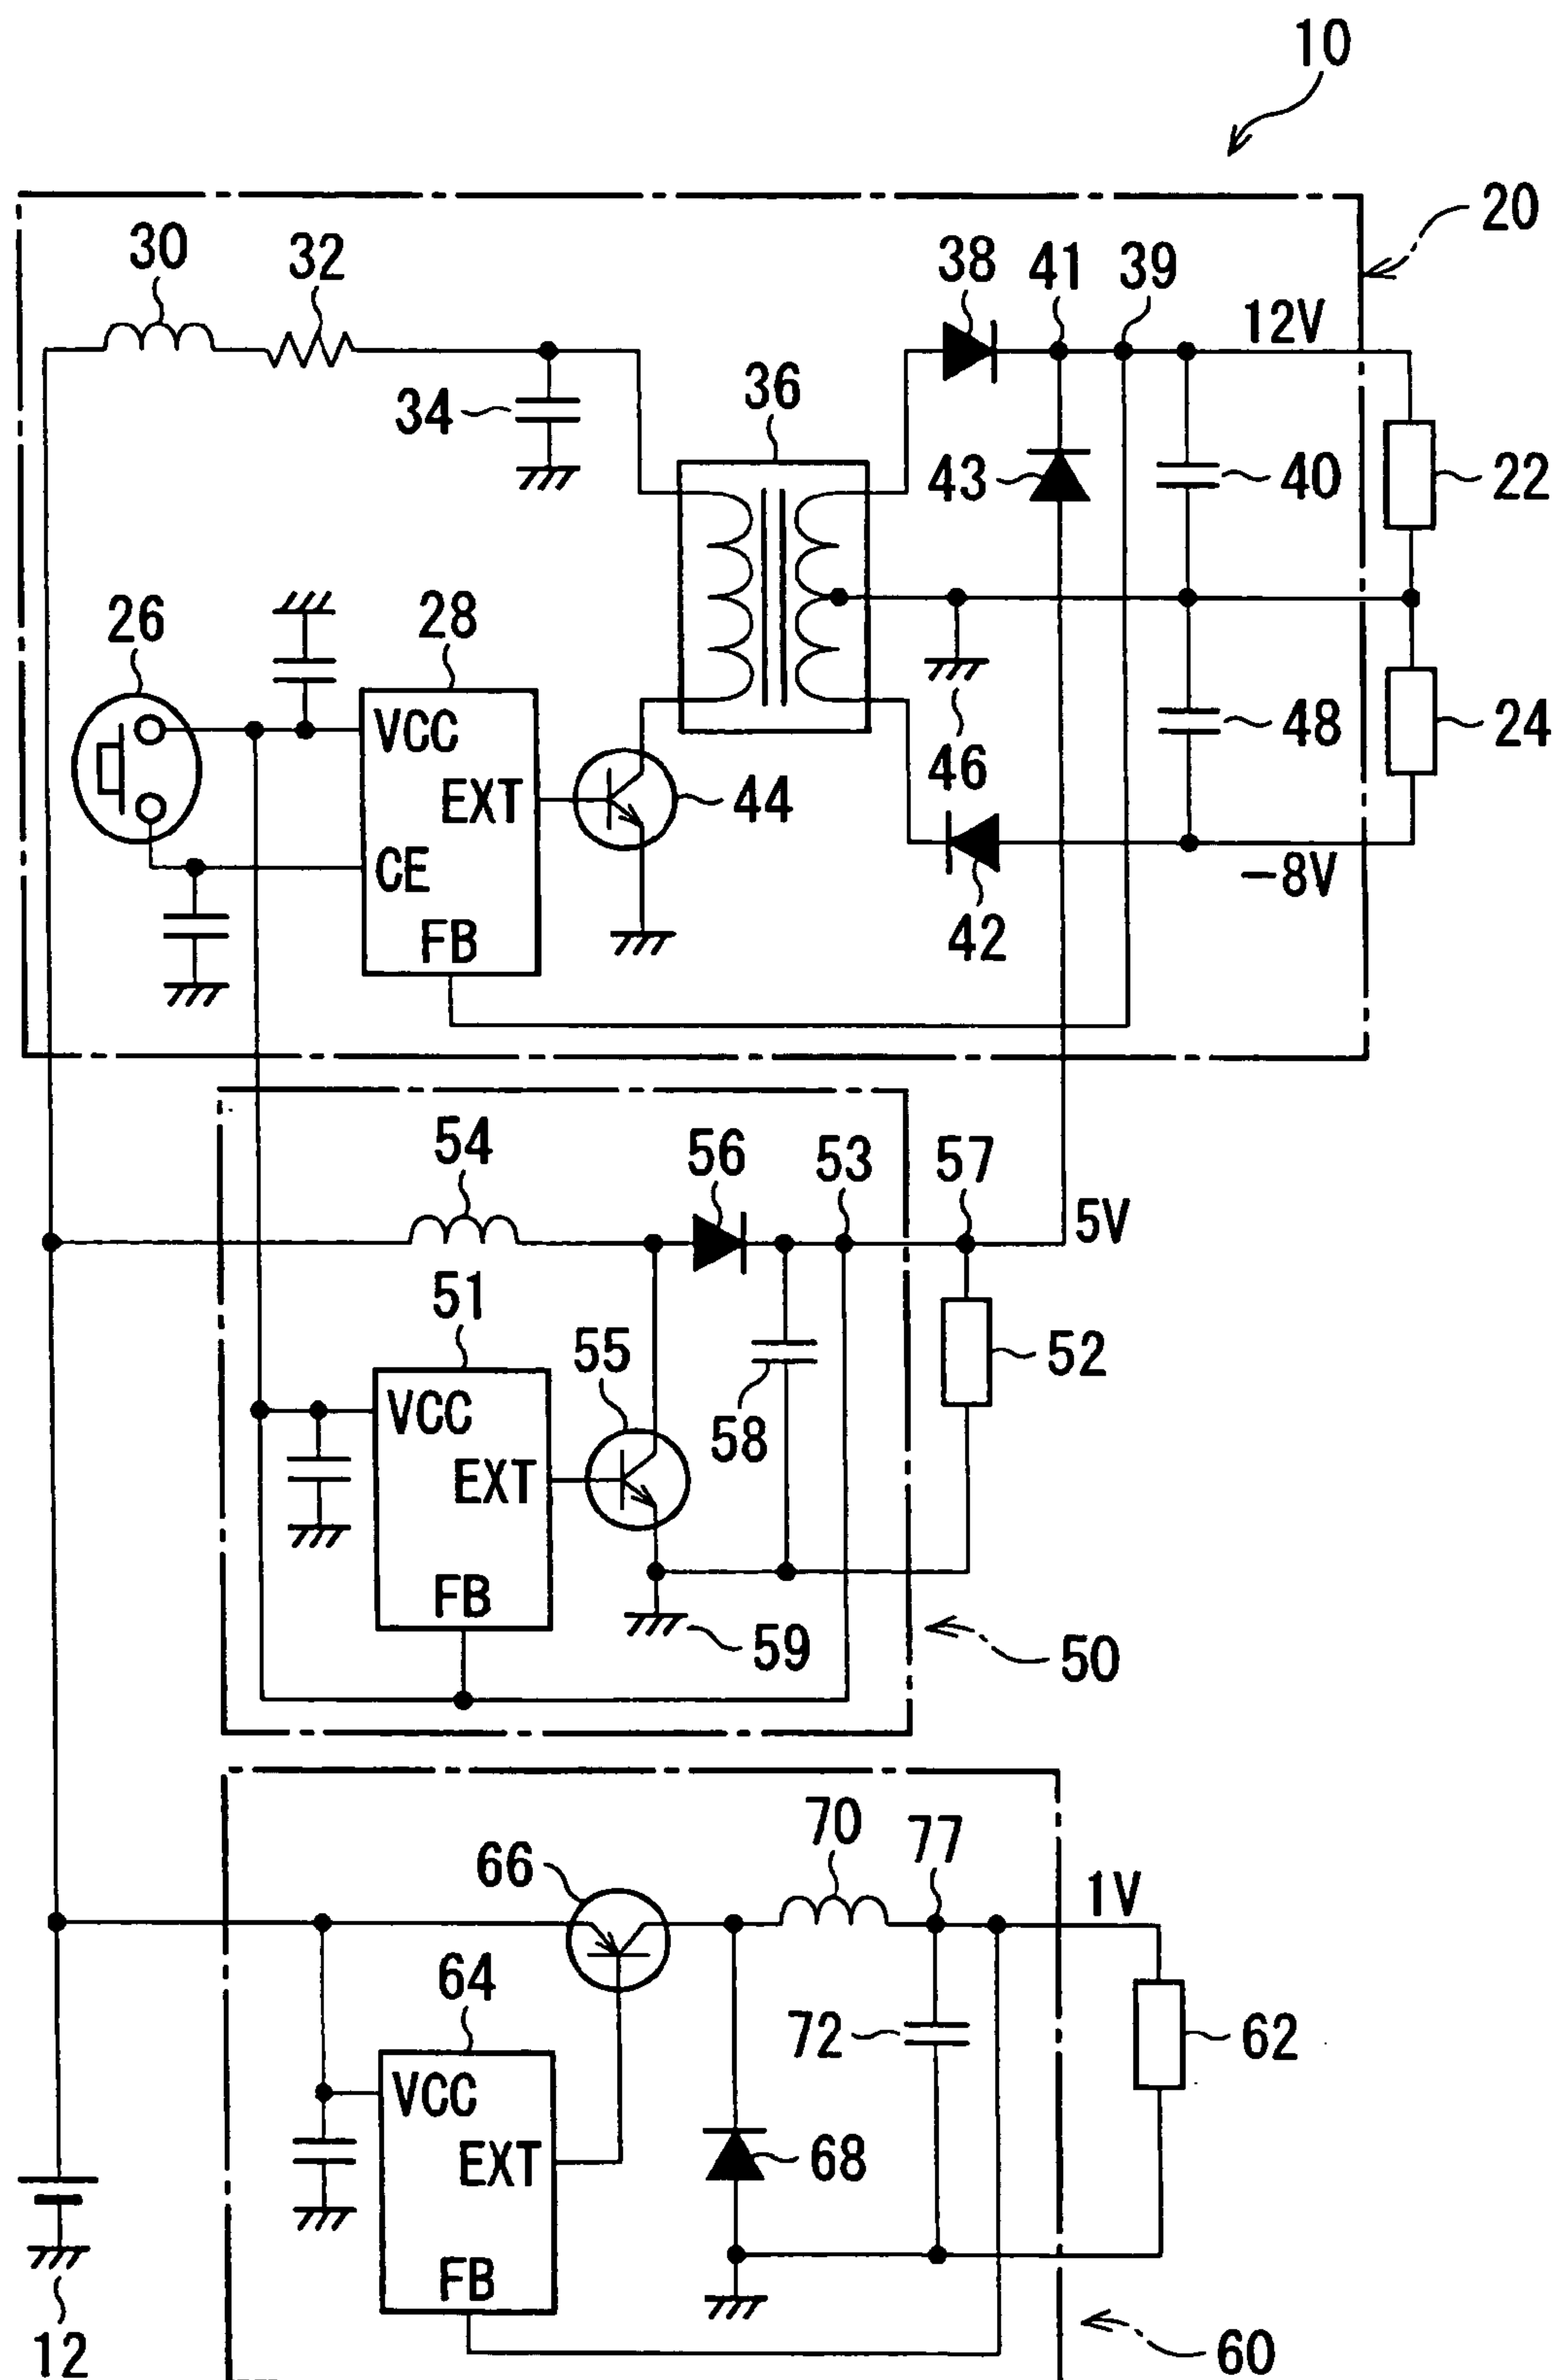 10
20
30 32 38 41 39
12V
34 36
43 40 22
26 28
VCC
46 48 24
EXT 44
CE -8V
FB 42
54 56 53 57
5V
51 55 52
VCC 58
EXT
FB
59 50
70 77
66 1V
64
72 62
VCC
EXT 68
FB
12 60